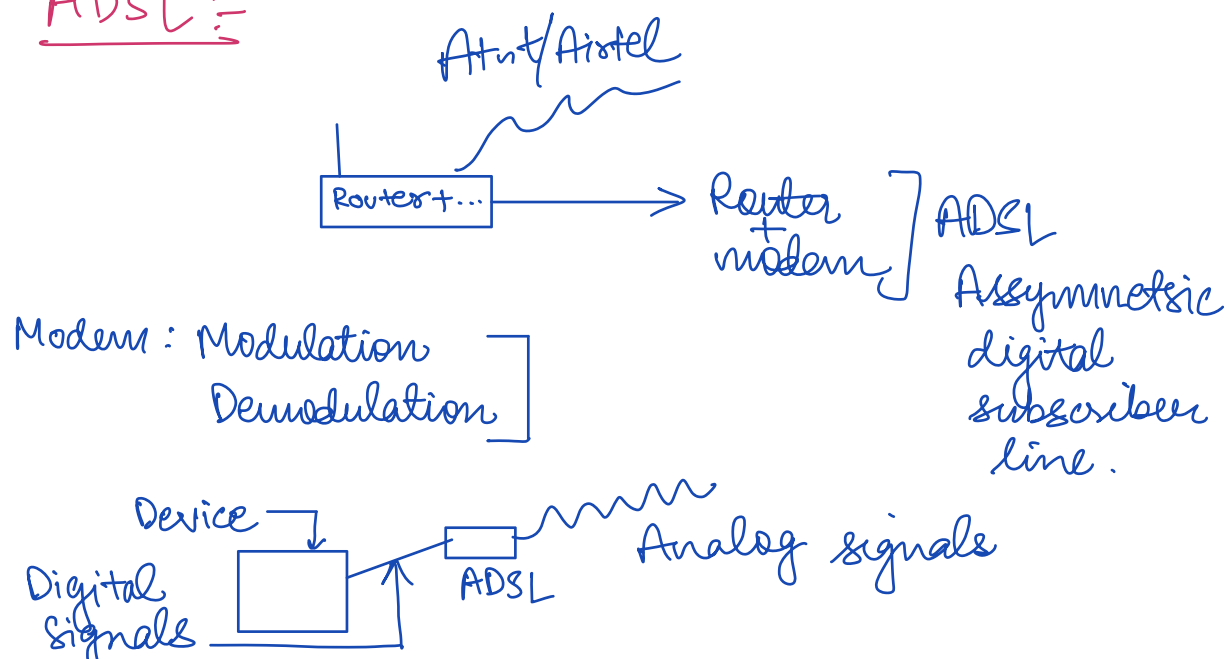 ADSL :-
Atnt/Airtel
Router+...
Router
+
modem
ADSL
Assymmetric
digital
subscriber
line.
Modem : Modulation
Demodulation
Device
Digital
signals
ADSL
Analog signals